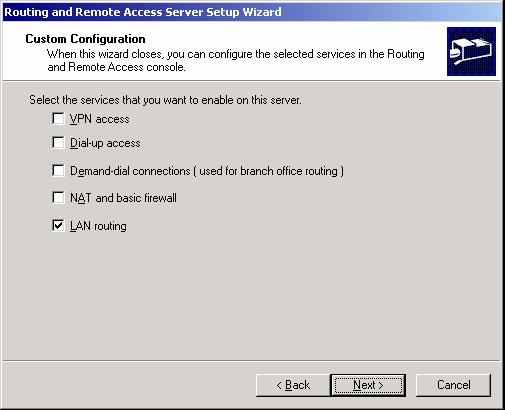 Routing and Remote Access Server Setup Wizard
Custom Configuration
When this wizard closes, you can configure the selected services in the Routing
and Remote Access console.
Select the services that you want to enable on this server.
VPN access
Dial-up access
Demand-dial connections ( used for branch office routing )
NAT and basic firewall
LAN routing
< Back
Next >
Cancel